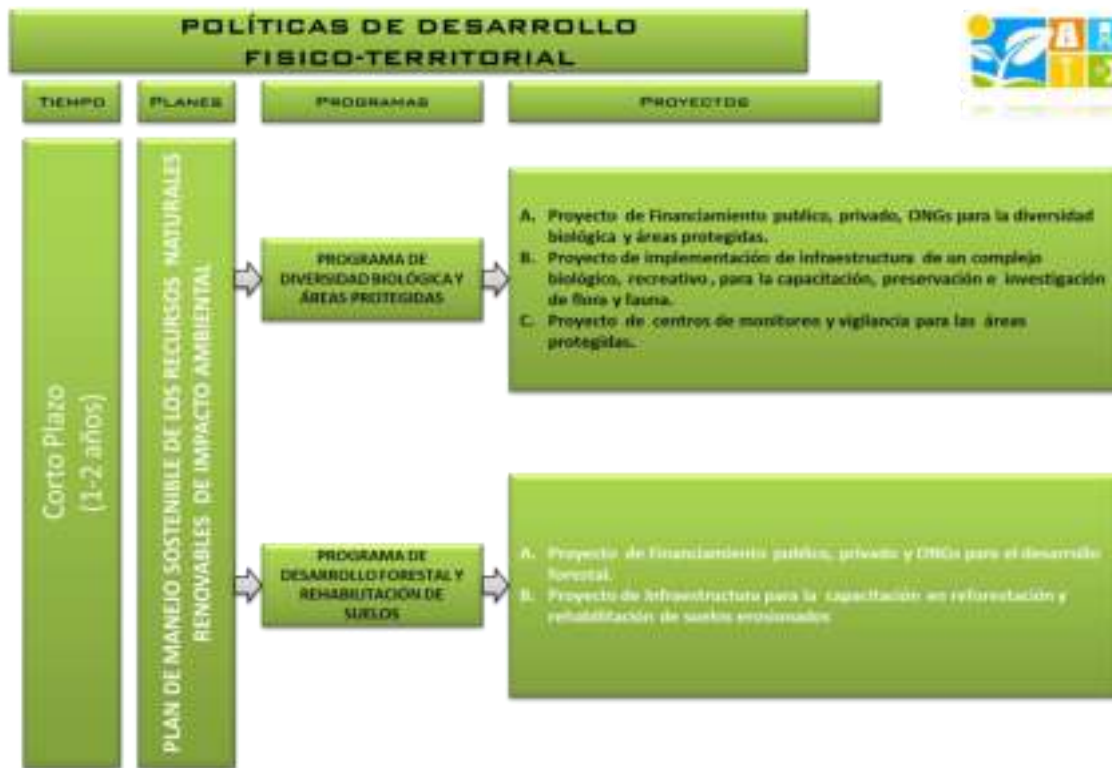 POLÍTICAS DE DESARROLLO
FISICO-TERRITORIAL
TIEMPO
PLANES
PROGRAMAS
PROYECTOS
Corto Plazo
(1-2 años)
PLAN DE MANEJO SOSTENIBLE DE LOS RECURSOS NATURALES
RENOVABLES DE IMPACTO AMBIENTAL
PROGRAMA DE
DIVERSIDAD BIOLÓGICA Y
ÁREAS PROTEGIDAS
A. Proyecto de Financiamiento publico, privado, ONGs para la diversidad
biológica y áreas protegidas.
B. Proyecto de implementación de infraestructura de un complejo
biológico, recreativo, para la capacitación, preservación e investigación
de flora y fauna.
C. Proyecto de centros de monitoreo y vigilancia para las áreas
protegidas.
PROGRAMA DE
DESARROLLO FORESTAL Y
REHABILITACIÓN DE
SUELOS
A. Proyecto de Financiamiento publico, privado y ONGs para el desarrollo
forestal.
B. Proyecto de Infraestructura para la capacitación en reforestación y
rehabilitación de suelos erosionados